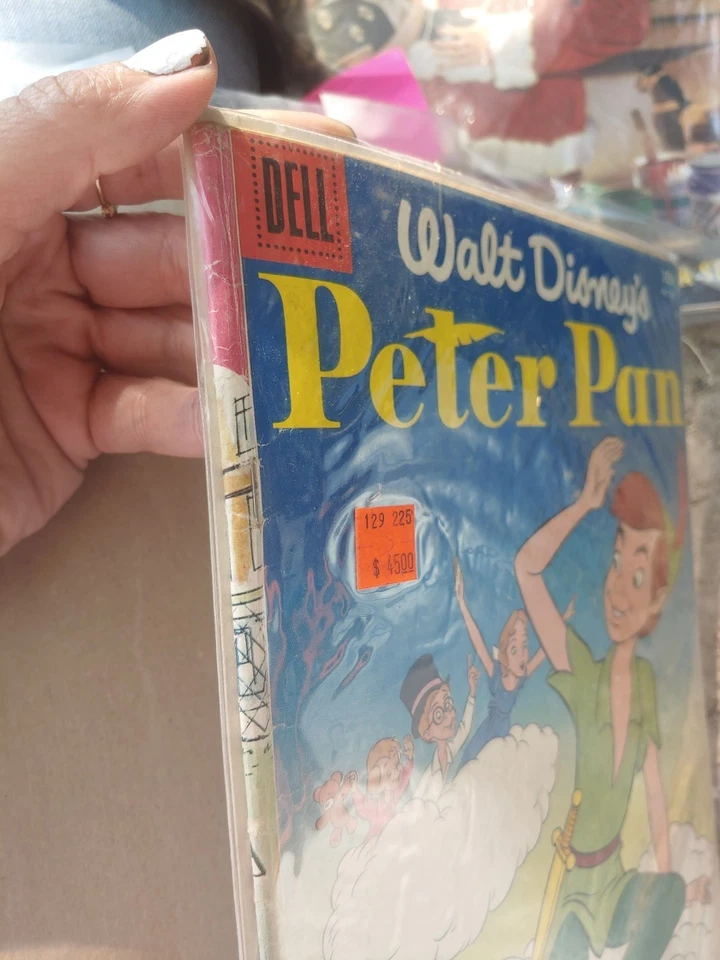 DELL
Walt Disney's
Peter Pan
129 225
$ 4500